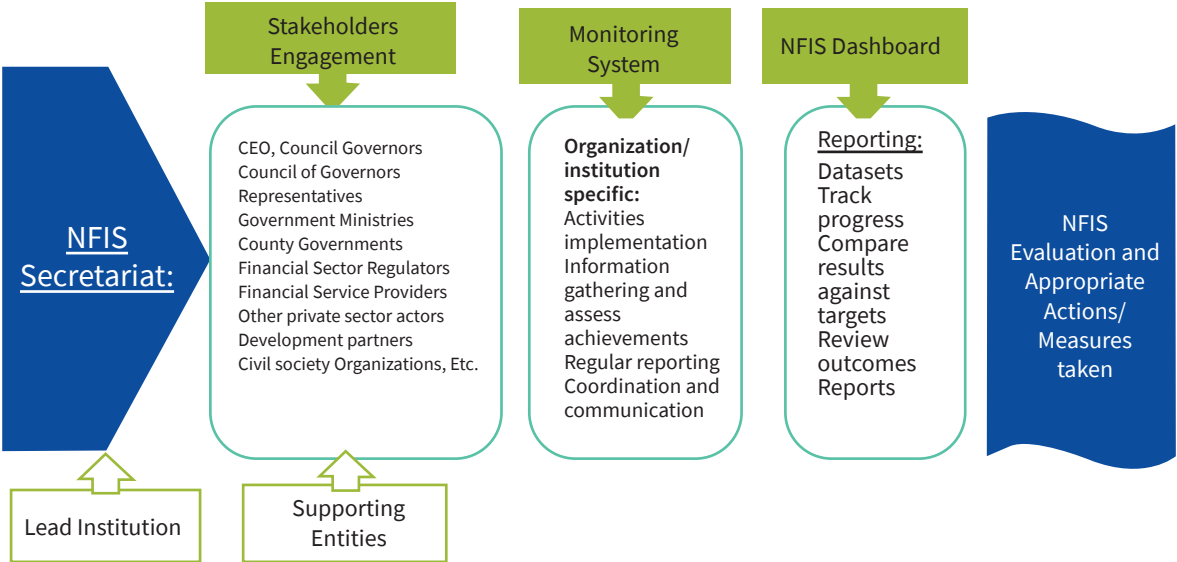 Stakeholders
Engagement
Monitoring
System
NFIS Dashboard
NFIS
Secretariat:
CEO, Council Governors
Council of Governors
Representatives
Government Ministries
County Governments
Financial Sector Regulators
Financial Service Providers
Other private sector actors
Development partners
Civil society Organizations, Etc.
Organization/
institution
specific:
Activities
implementation
Information
gathering and
assess
achievements
Regular reporting
Coordination and
communication
Reporting:
Datasets
Track
progress
Compare
results
against
targets
Review
outcomes
Reports
NFIS
Evaluation and
Appropriate
Actions/
Measures
taken
Lead Institution
Supporting
Entities